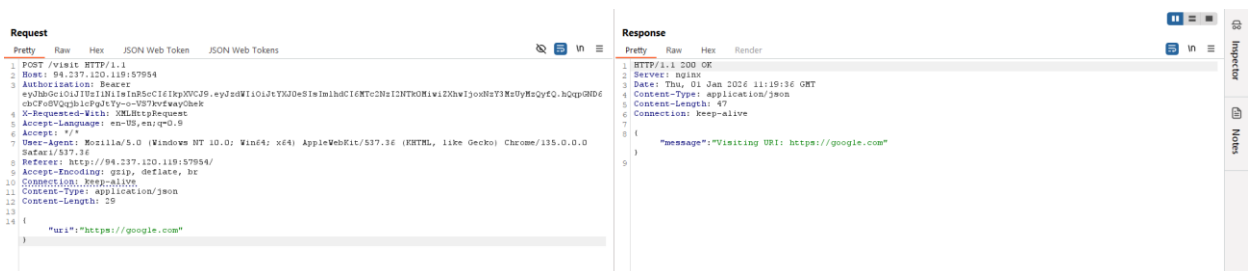 Request
Pretty Raw Hex JSON Web Token JSON Web Tokens \n
1 POST /visit HTTP/1.1
2 Host: 94.237.120.119:57954
3 Authorization: Bearer
4 X-Requested-With: XMLHttpRequest
5 Accept-Language: en-US,en;q=0.9
6 Accept: */*
7 User-Agent: Mozilla/5.0 (Windows NT 10.0; Win64; x64) AppleWebKit/537.36 (KHTML, like Gecko) Chrome/135.0.0.0
Safari/537.36
8 Referer: http://94.237.120.119:57954/
9 Accept-Encoding: gzip, deflate, br
10 Connection: keep-alive
11 Content-Type: application/json
12 Content-Length: 29
13
14 {
"uri":"https://google.com"
}
Response
Pretty Raw Hex Render \n
1 HTTP/1.1 200 OK
2 Server: nginx
3 Date: Thu, 01 Jan 2026 11:19:36 GMT
4 Content-Type: application/json
5 Content-Length: 47
6 Connection: keep-alive
7
8 {
"message":"Visiting URI: https://google.com"
}
9
Inspector
Notes